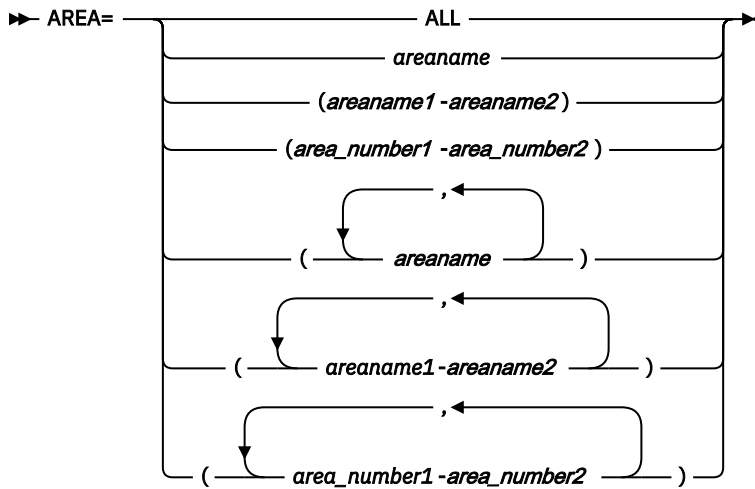 AREA= ALL
areaname
(areaname1-areaname2)
(area_number1 -area_number2)
,
( areaname )
,
( areaname1-areaname2 )
,
( area_number1-area_number2 )